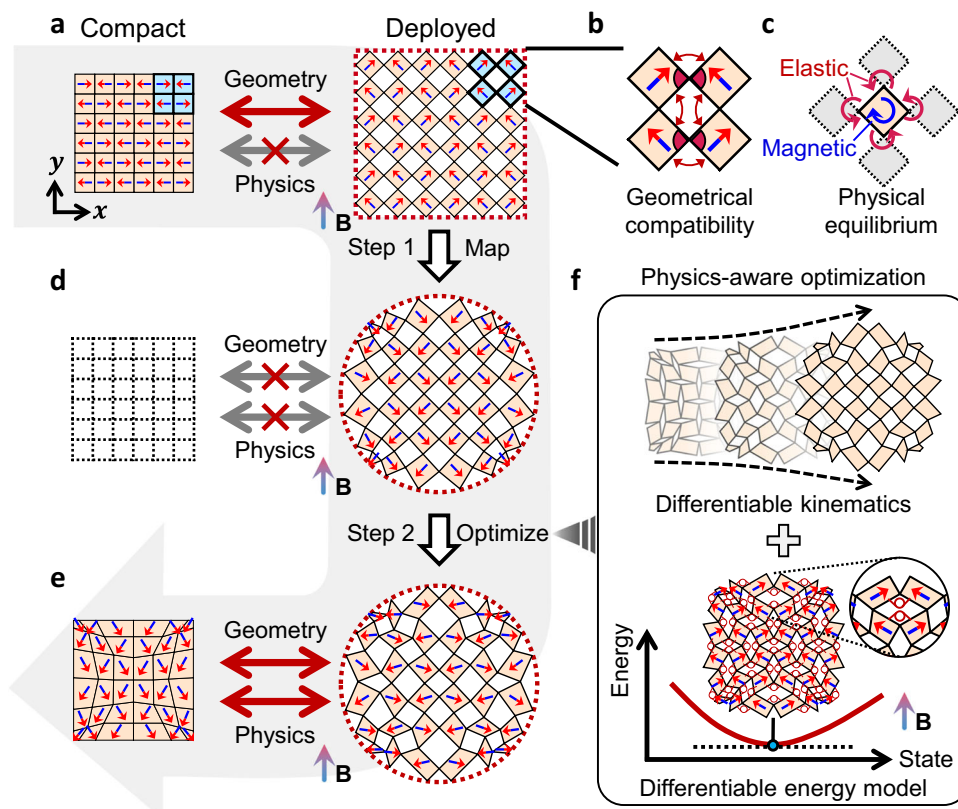 a
Compact
Deployed
b
c
Geometry
Physics
y
x
B
Elastic
Magnetic
Geometrical
compatibility
Physical
equilibrium
Step 1
Map
d
Geometry
Physics
B
Step 2
Optimize
e
Geometry
Physics
B
f
Physics-aware optimization
Differentiable kinematics
Energy
B
State
Differentiable energy model